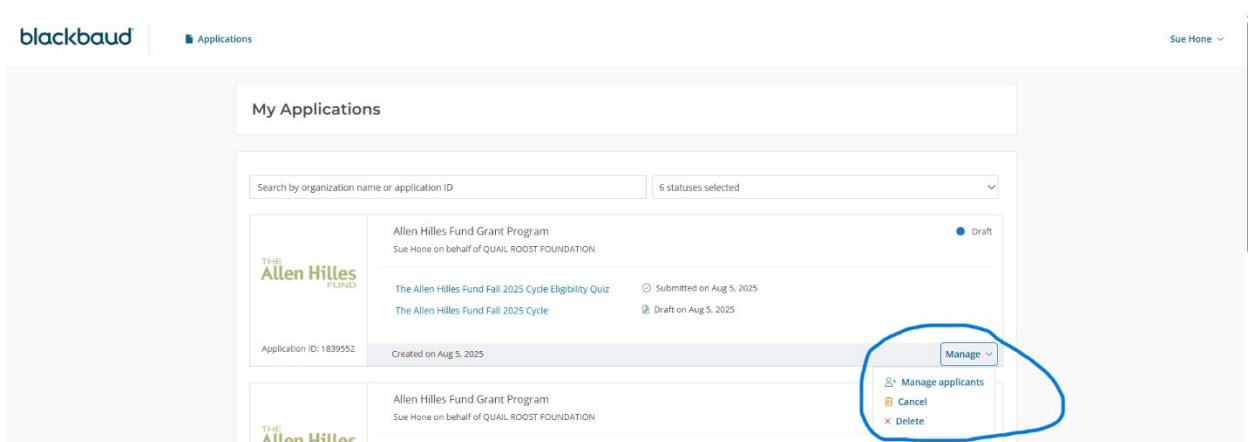 blackbaud
Applications
Sue Hone
My Applications
Search by organization name or application ID
6 statuses selected
Allen Hilles Fund Grant Program
Draft
Sue Hone on behalf of QUAIL ROOST FOUNDATION
THE
Allen Hilles
FUND
The Allen Hilles Fund Fall 2025 Cycle Eligibility Quiz
Submitted on Aug 5, 2025
The Allen Hilles Fund Fall 2025 Cycle
Draft on Aug 5, 2025
Application ID: 1839552
Created on Aug 5, 2025
Manage
Manage applicants
Cancel
Delete
Allen Hilles Fund Grant Program
Sue Hone on behalf of QUAIL ROOST FOUNDATION
THE
Allen Hilles